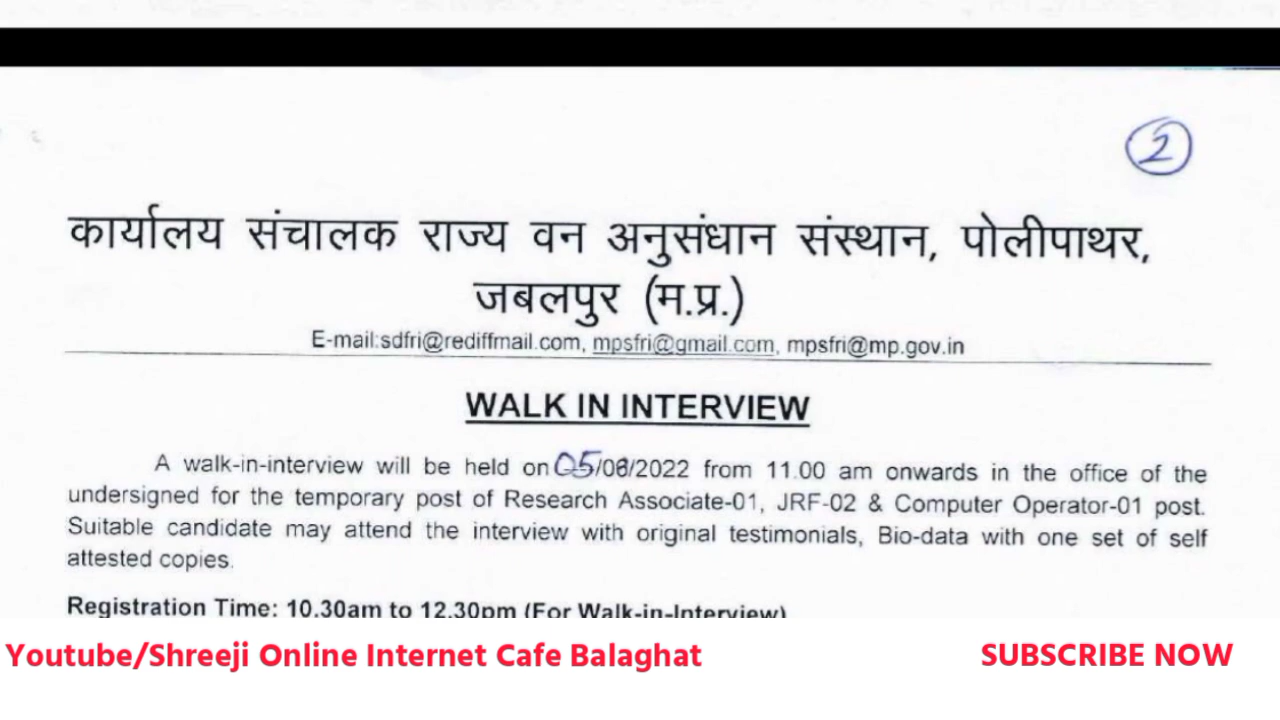 2
कार्यालय संचालक राज्य वन अनुसंधान संस्थान, पोलीपाथर,
जबलपुर (म.प्र.)
E-mail:sdfri@rediffmail.com, mpsfri@gmail.com, mpsfri@mp.gov.in
WALK IN INTERVIEW
A walk-in-interview will be held on 05/08/2022 from 11.00 am onwards in the office of the
undersigned for the temporary post of Research Associate-01, JRF-02 & Computer Operator-01 post.
Suitable candidate may attend the interview with original testimonials, Bio-data with one set of self
attested copies.
Registration Time: 10.30am to 12.30pm (For Walk-in-Interview)
Youtube/Shreeji Online Internet Cafe Balaghat
SUBSCRIBE NOW